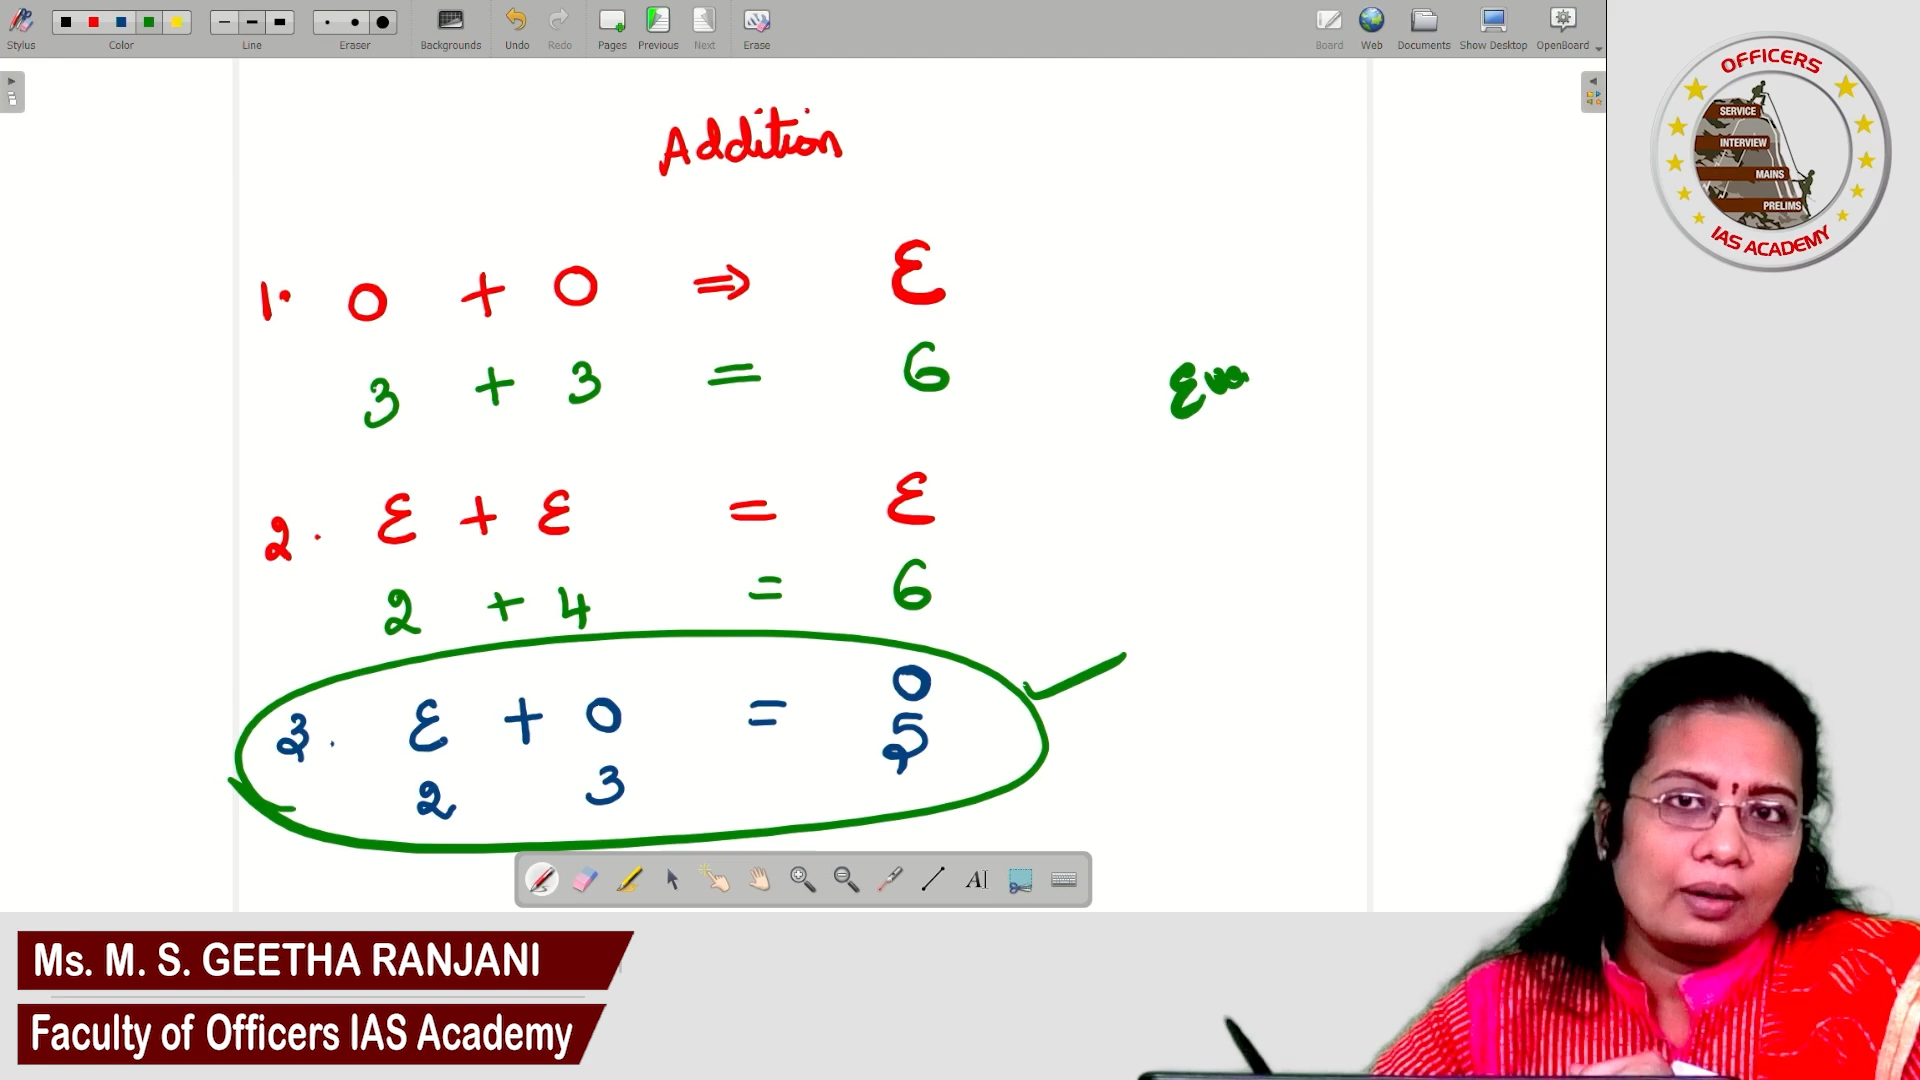 Stylus
Color
Line
Eraser
Backgrounds
Undo
Redo
Pages
Previous
Next
Erase
Board
Web
Documents
Show Desktop
OpenBoard
OFFICERS
SERVICE
INTERVIEW
MAINS
PRELIMS
IAS ACADEMY
Addition
1. O + O ⇒ E
3 + 3 = 6
2. E + E = E
2 + 4 = 6
3. E + O = O
5
2 3
AI
Ms. M. S. GEETHA RANJANI
Faculty of Officers IAS Academy